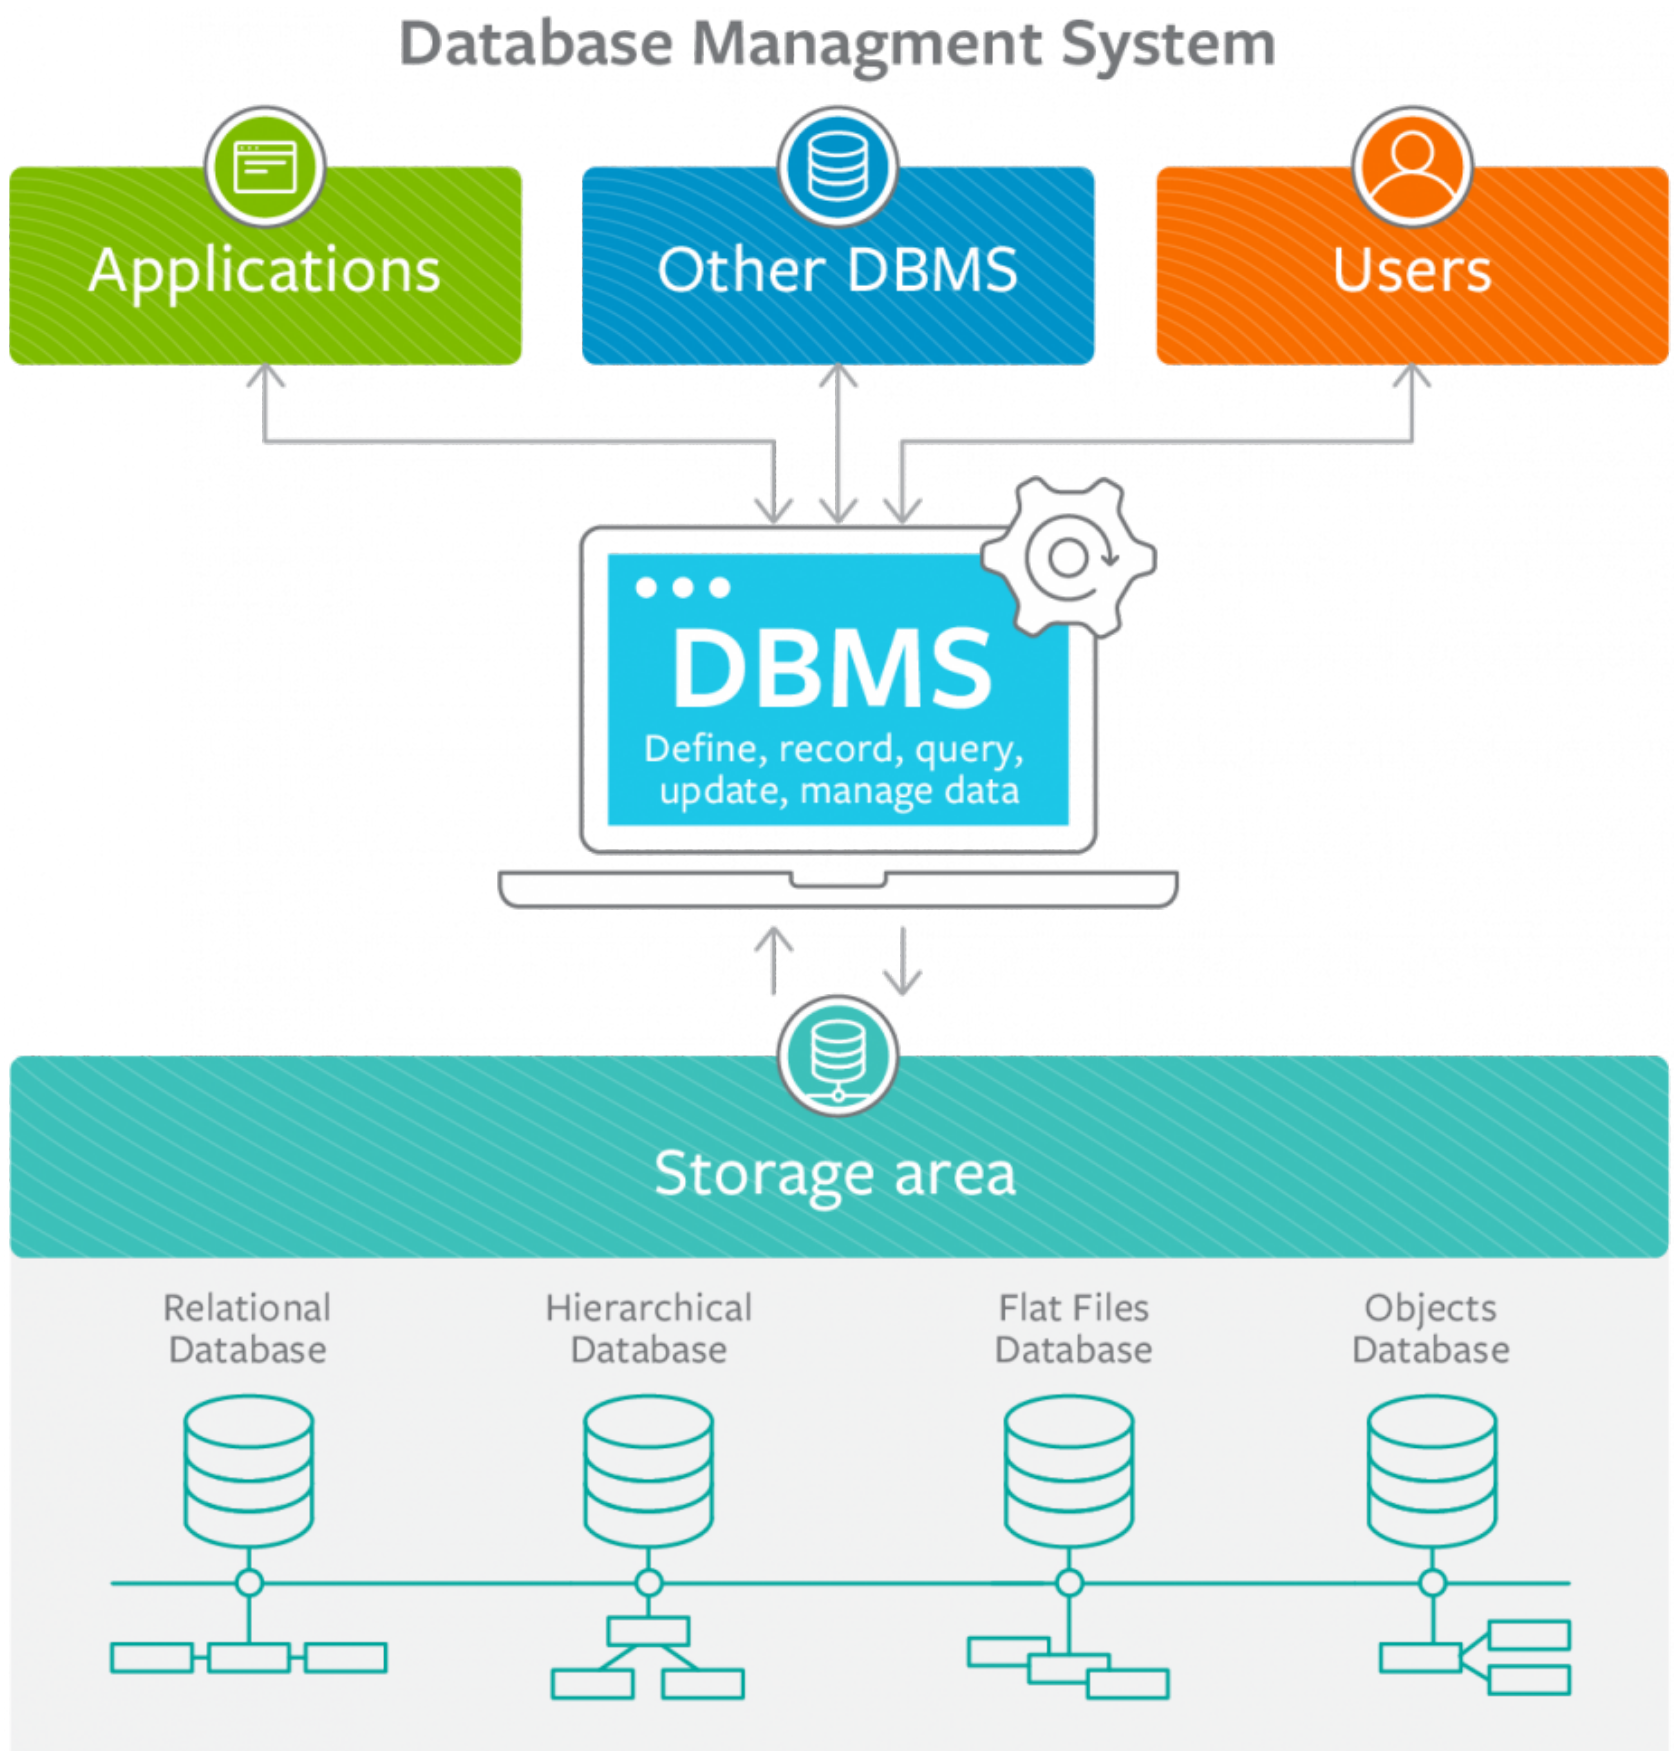 Database Managment System
Applications
Other DBMS
Users
DBMS
Define, record, query,
update, manage data
Storage area
Relational
Database
Hierarchical
Database
Flat Files
Database
Objects
Database